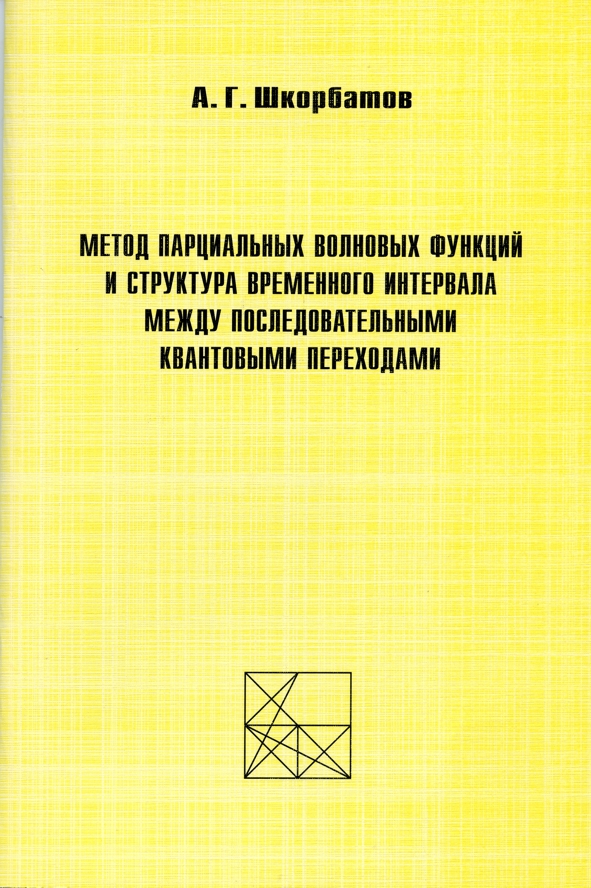 А. Г. Шкорбатов
МЕТОД ПАРЦИАЛЬНЫХ ВОЛНОВЫХ ФУНКЦИЙ
И СТРУКТУРА ВРЕМЕННОГО ИНТЕРВАЛА
МЕЖДУ ПОСЛЕДОВАТЕЛЬНЫМИ
КВАНТОВЫМИ ПЕРЕХОДАМИ